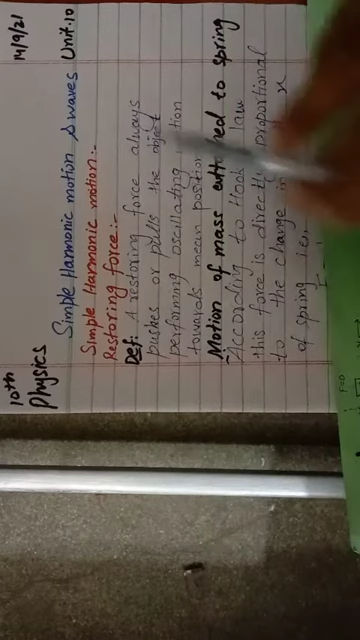 10th
Physics
14/9/21
Unit.10
Simple Harmonic motion & waves
Simple Harmonic motion:-
Restoring force:-
Def: A restoring force always
pushes or pulls the object
performing oscillating
towards mean position
Motion of mass to spring
According to Hook law
this force is directly proportional
to the change in x
of spring i.e,
F=0